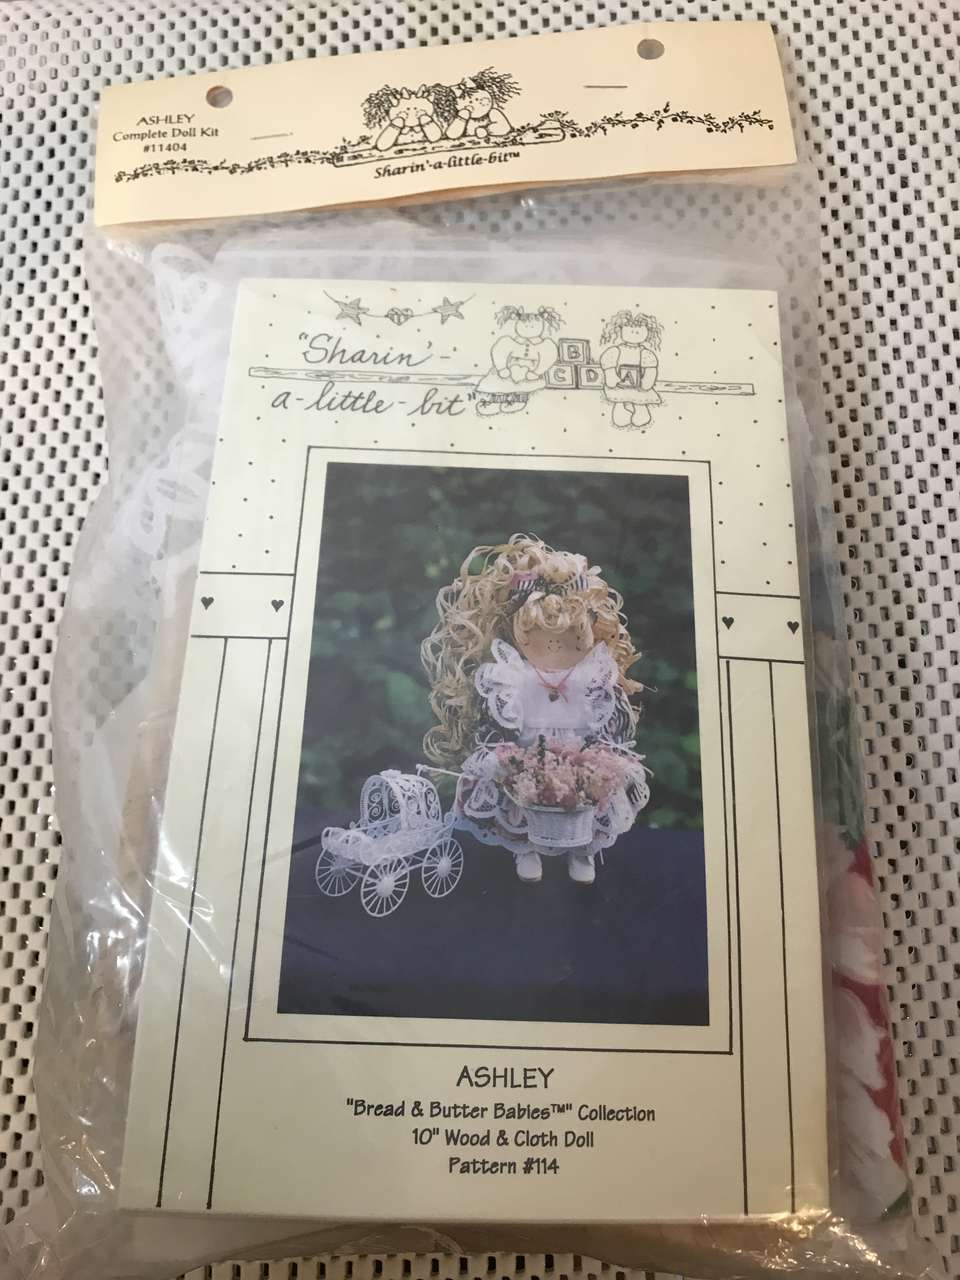 ASHLEY
Complete Doll Kit
#11404
Sharin'-a-little-bit™
"Sharin'-
a-little-bit"
B
C D A
ASHLEY
"Bread & Butter Babies™" Collection
10" Wood & Cloth Doll
Pattern #114